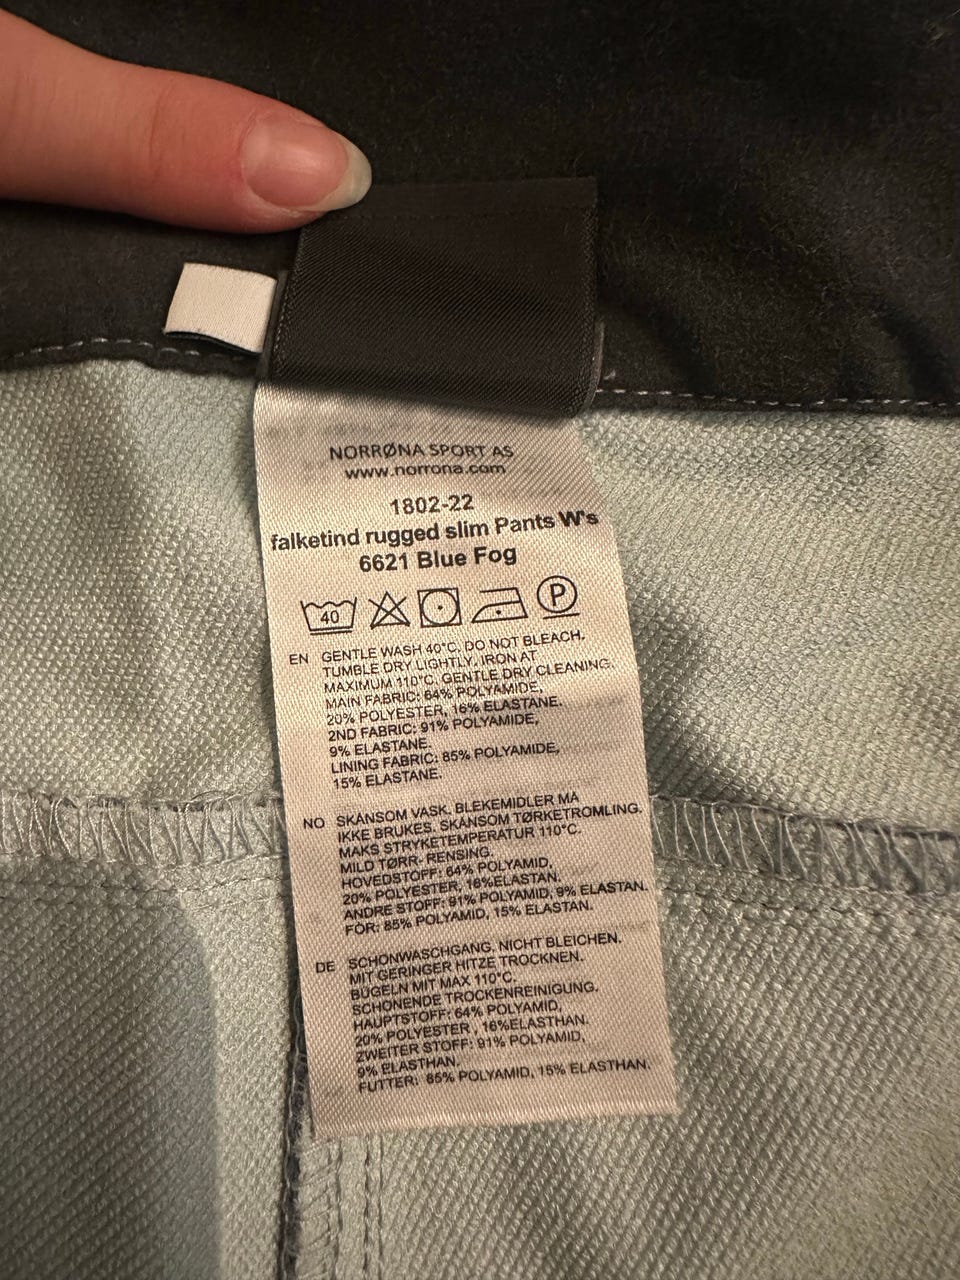 NORRØNA SPORT AS
www.norrona.com
1802-22
falketind rugged slim Pants W's
6621 Blue Fog
40 P
EN GENTLE WASH 40°C. DO NOT BLEACH.
TUMBLE DRY LIGHTLY. IRON AT
MAXIMUM 110°C. GENTLE DRY CLEANING.
MAIN FABRIC: 64% POLYAMIDE,
20% POLYESTER, 16% ELASTANE.
2ND FABRIC: 91% POLYAMIDE,
9% ELASTANE.
LINING FABRIC: 85% POLYAMIDE,
15% ELASTANE.
NO SKANSOM VASK. BLEKEMIDLER MÅ
IKKE BRUKES. SKANSOM TØRKETROMLING.
MAKS STRYKETEMPERATUR 110°C.
MILD TØRR- RENSING.
HOVEDSTOFF: 64% POLYAMID,
20% POLYESTER, 16%ELASTAN.
ANDRE STOFF: 91% POLYAMID, 9% ELASTAN.
FÔR: 85% POLYAMID, 15% ELASTAN.
DE SCHONWASCHGANG. NICHT BLEICHEN.
MIT GERINGER HITZE TROCKNEN.
BÜGELN MIT MAX 110°C.
SCHONENDE TROCKENREINIGUNG.
HAUPTSTOFF: 64% POLYAMID,
20% POLYESTER , 16%ELASTHAN.
ZWEITER STOFF: 91% POLYAMID,
9% ELASTHAN.
FUTTER: 85% POLYAMID, 15% ELASTHAN.